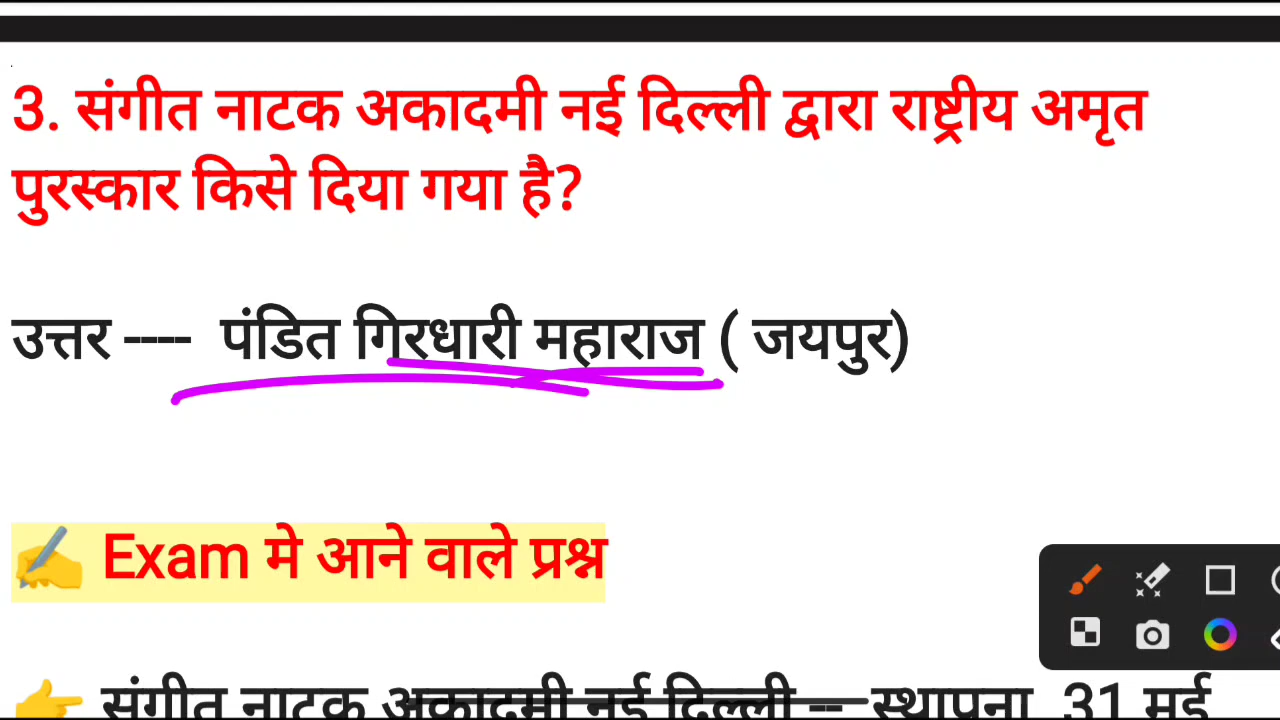 3. संगीत नाटक अकादमी नई दिल्ली द्वारा राष्ट्रीय अमृत
पुरस्कार किसे दिया गया है?
उत्तर ---- पंडित गिरधारी महाराज ( जयपुर)
✍️ Exam मे आने वाले प्रश्न
👉 संगीत नाटक अकादमी नई दिल्ली -- स्थापना 31 मई